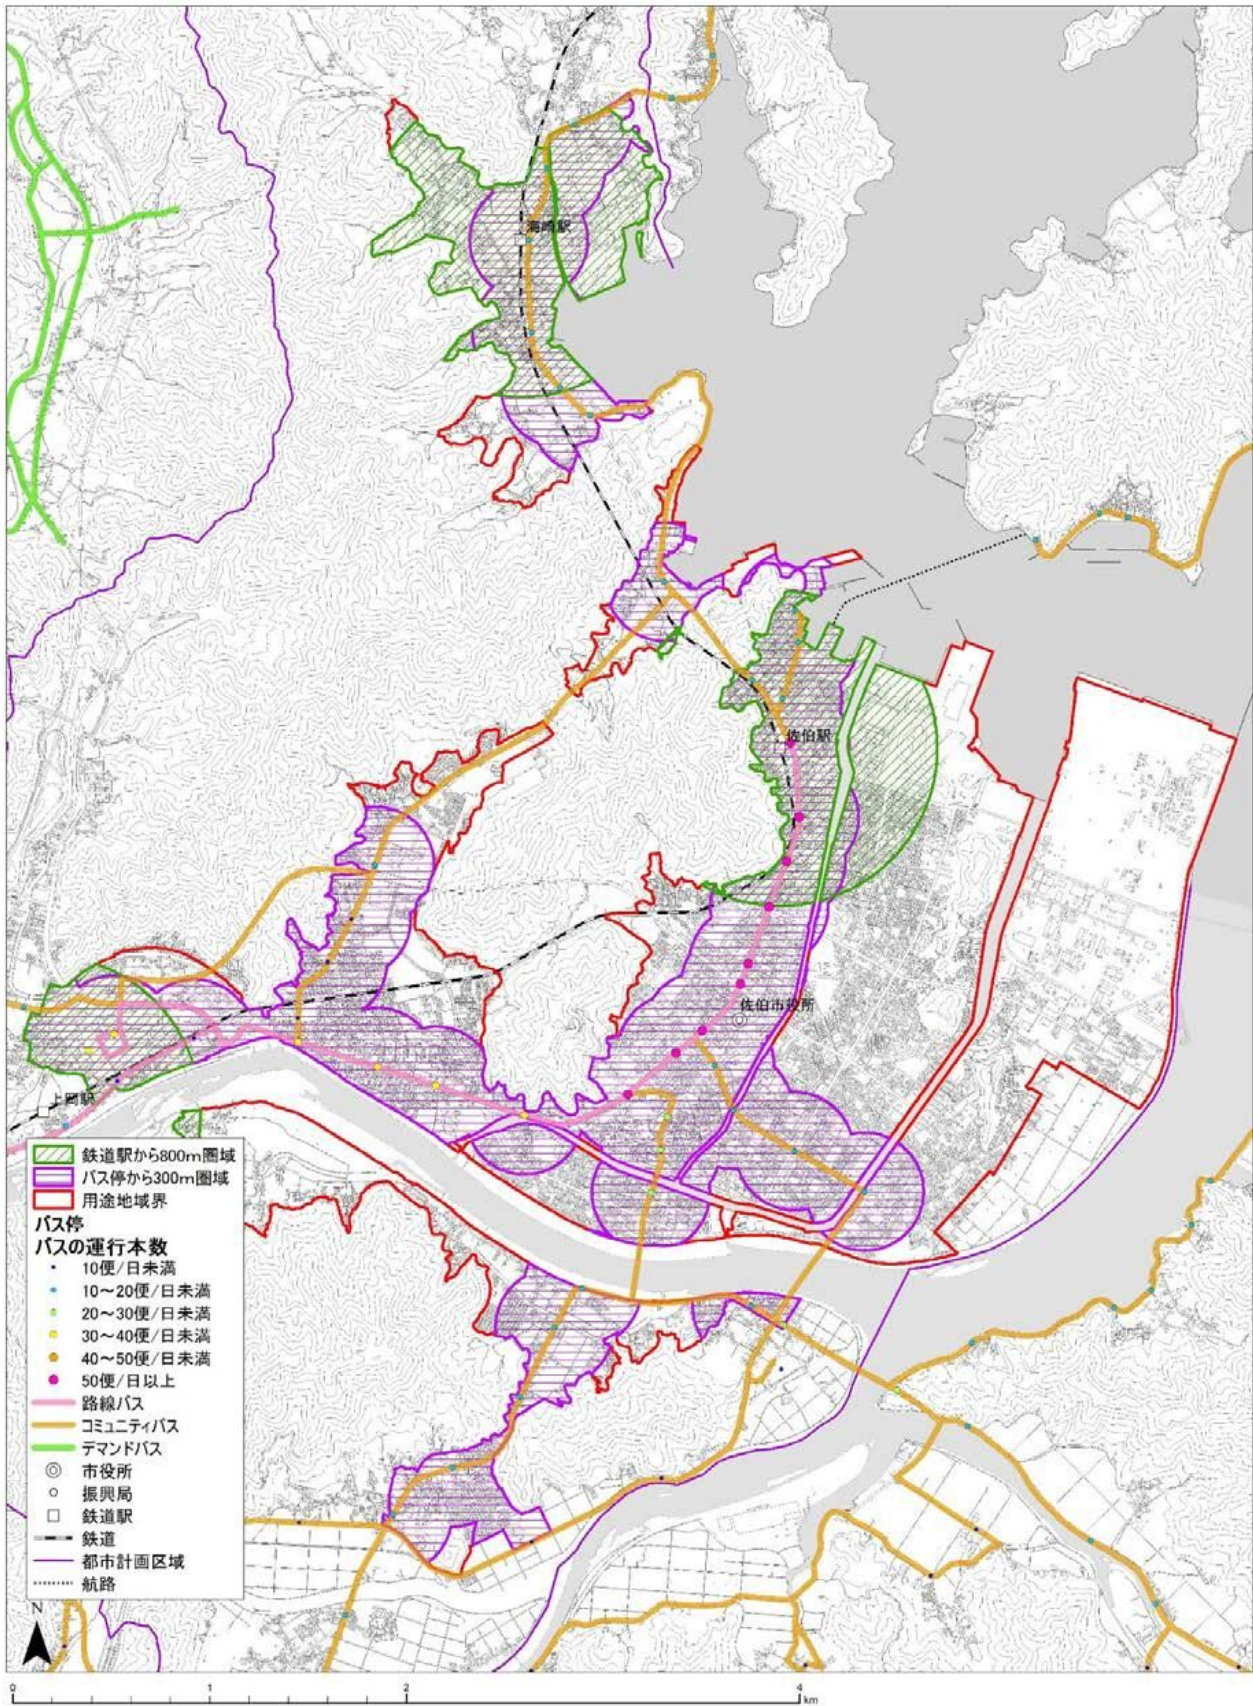 海崎駅
佐伯駅
佐伯市役所
上岡駅
鉄道駅から800m圏域
バス停から300m圏域
用途地域界
バス停
バスの運行本数
10便/日未満
10～20便/日未満
20～30便/日未満
30～40便/日未満
40～50便/日未満
50便/日以上
路線バス
コミュニティバス
デマンドバス
市役所
振興局
鉄道駅
鉄道
都市計画区域
航路
N
0 1 2 4
km